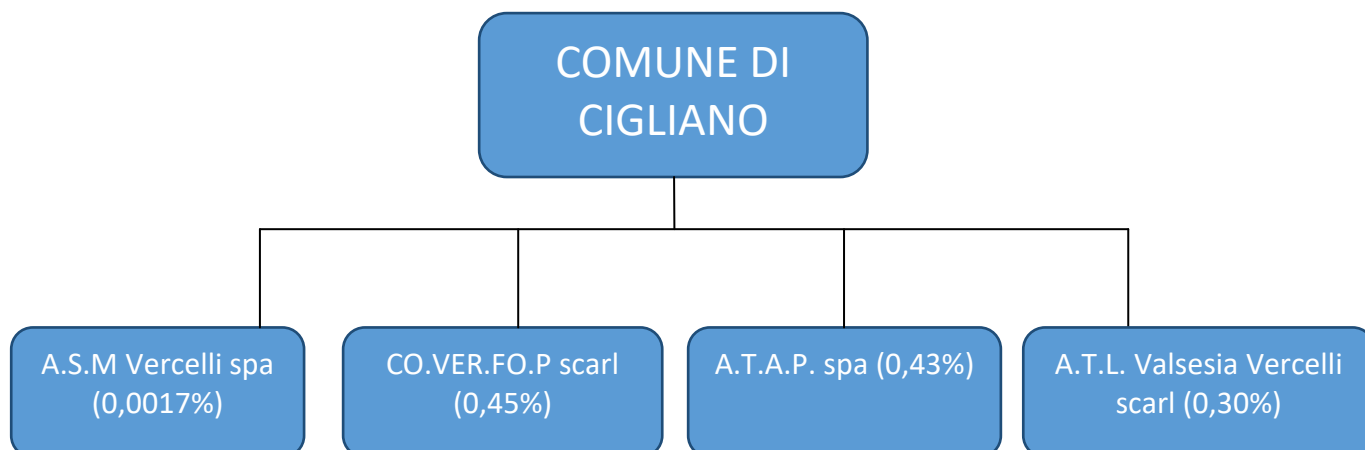 COMUNE DI
CIGLIANO
A.S.M Vercelli spa
(0,0017%)
CO.VER.FO.P scarl
(0,45%)
A.T.A.P. spa (0,43%)
A.T.L. Valsesia Vercelli
scarl (0,30%)